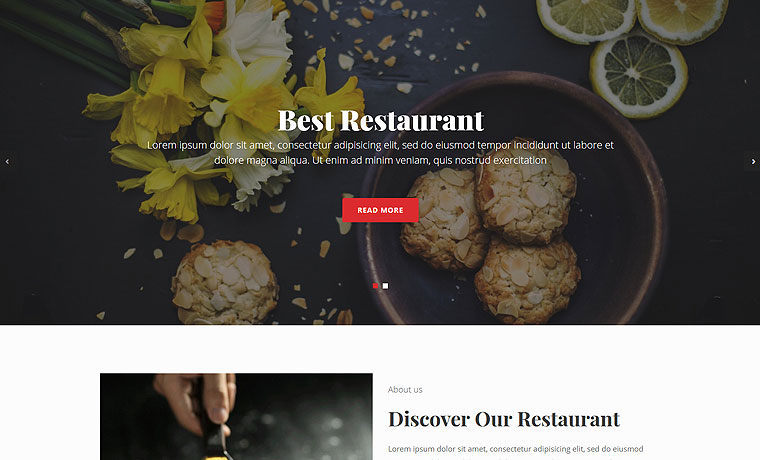 Best Restaurant
Lorem ipsum dolor sit amet, consectetur adipisicing elit, sed do eiusmod tempor incididunt ut labore et
dolore magna aliqua. Ut enim ad minim veniam, quis nostrud exercitation
READ MORE
About us
Discover Our Restaurant
Lorem ipsum dolor sit amet, consectetur adipisicing elit, sed do eiusmod